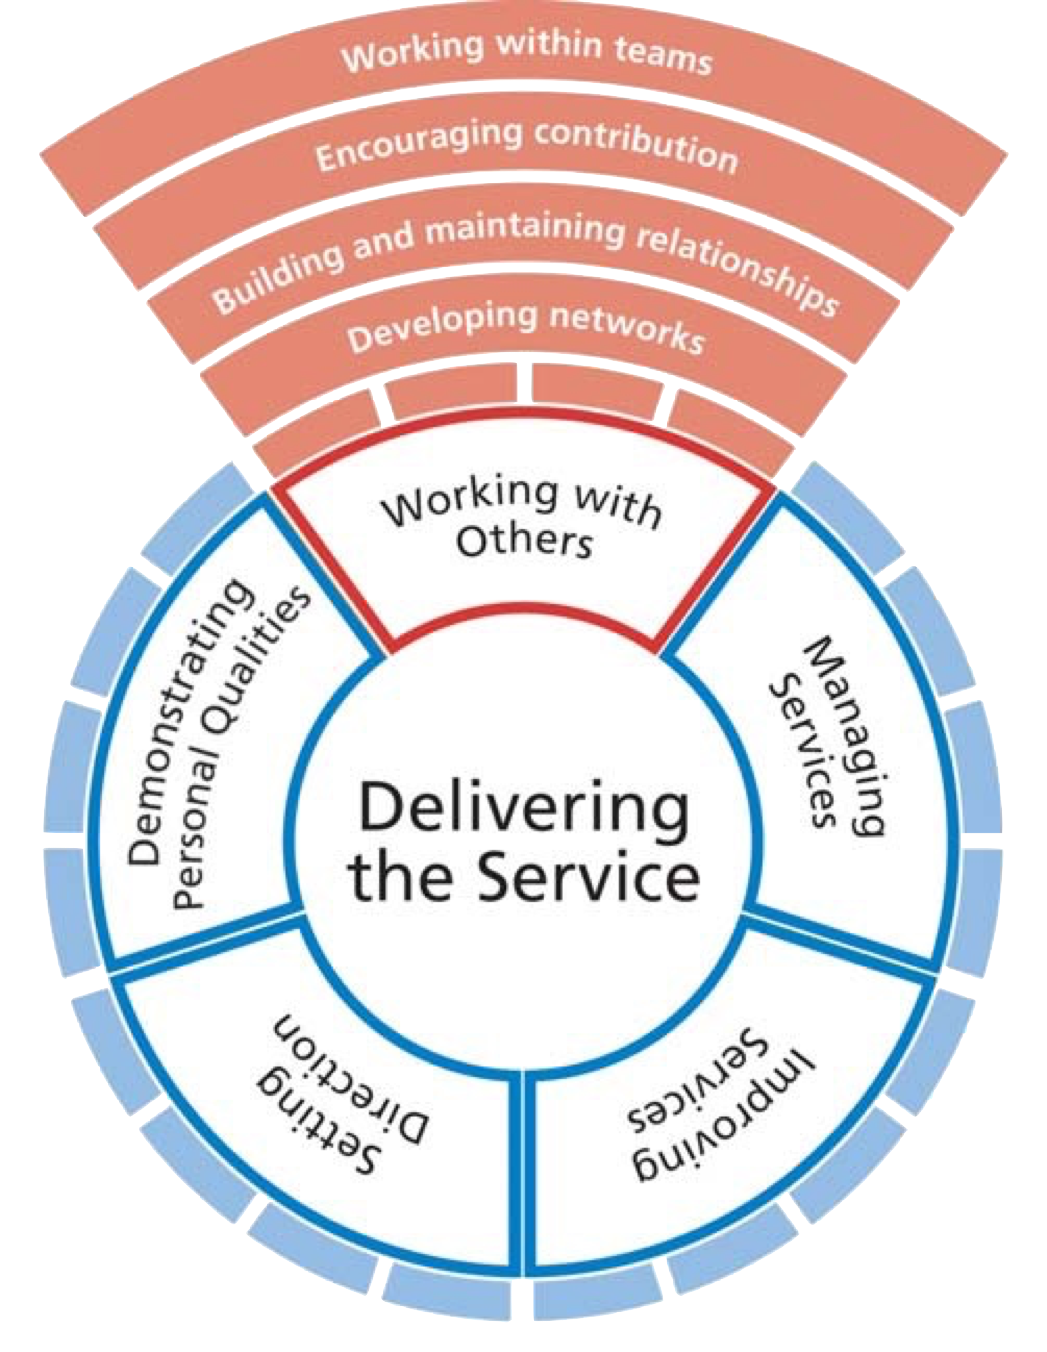 Working within teams
Encouraging contribution
Building and maintaining relationships
Developing networks
Working with
Others
Demonstrating
Personal Qualities
Managing
Services
Delivering
the Service
Setting
Direction
Improving
Services